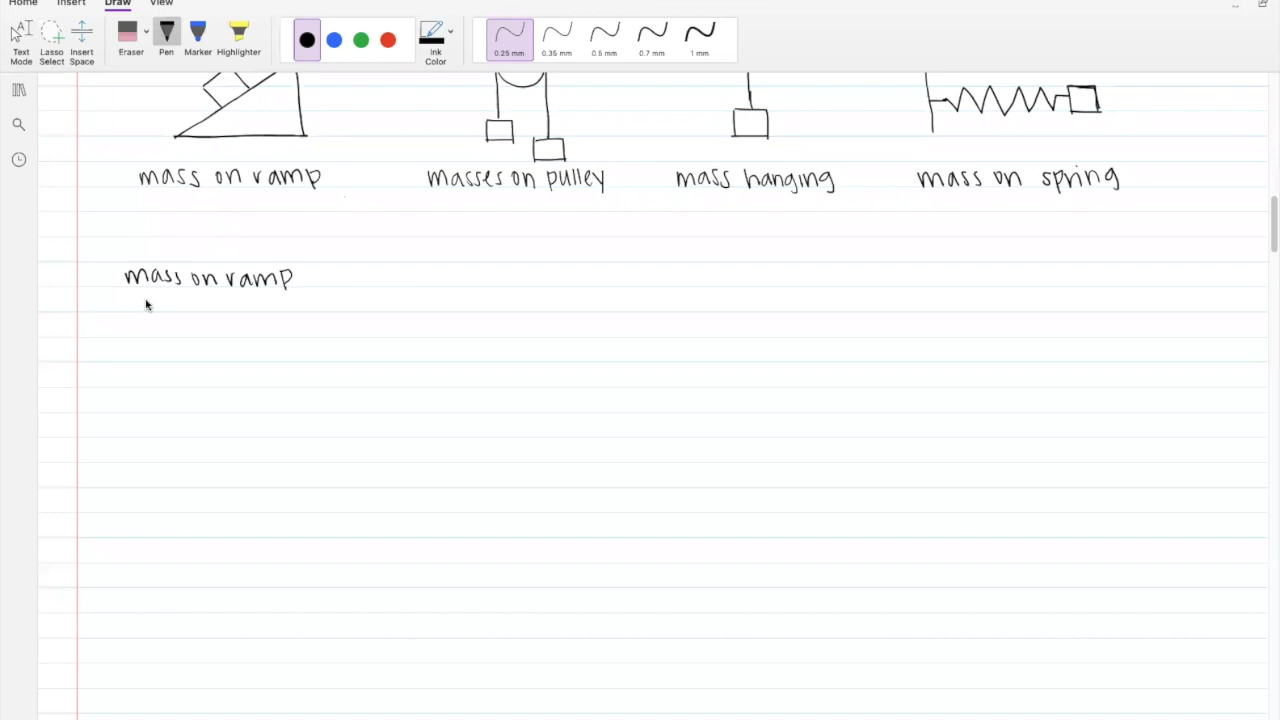 Home Insert Draw View
Text Mode Lasso Select Insert Space Eraser Pen Marker Highlighter Ink Color 0.25 mm 0.35 mm 0.5 mm 0.7 mm 1 mm
mass on ramp masses on pulley mass hanging mass on spring
mass on ramp